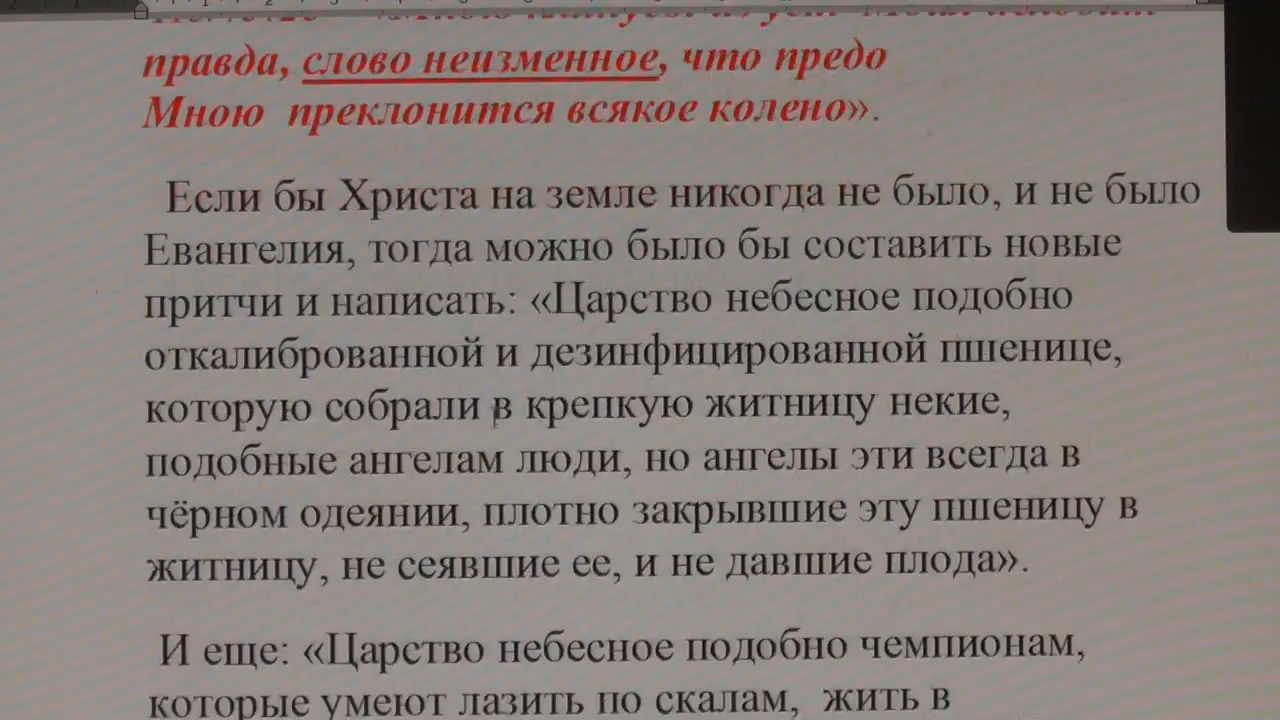 правда, слово неизменное, что предо
Мною преклонится всякое колено».
Если бы Христа на земле никогда не было, и не было
Евангелия, тогда можно было бы составить новые
притчи и написать: «Царство небесное подобно
откалиброванной и дезинфицированной пшенице,
которую собрали в крепкую житницу некие,
подобные ангелам люди, но ангелы эти всегда в
чёрном одеянии, плотно закрывшие эту пшеницу в
житницу, не сеявшие ее, и не давшие плода».
И еще: «Царство небесное подобно чемпионам,
которые умеют лазить по скалам, жить в